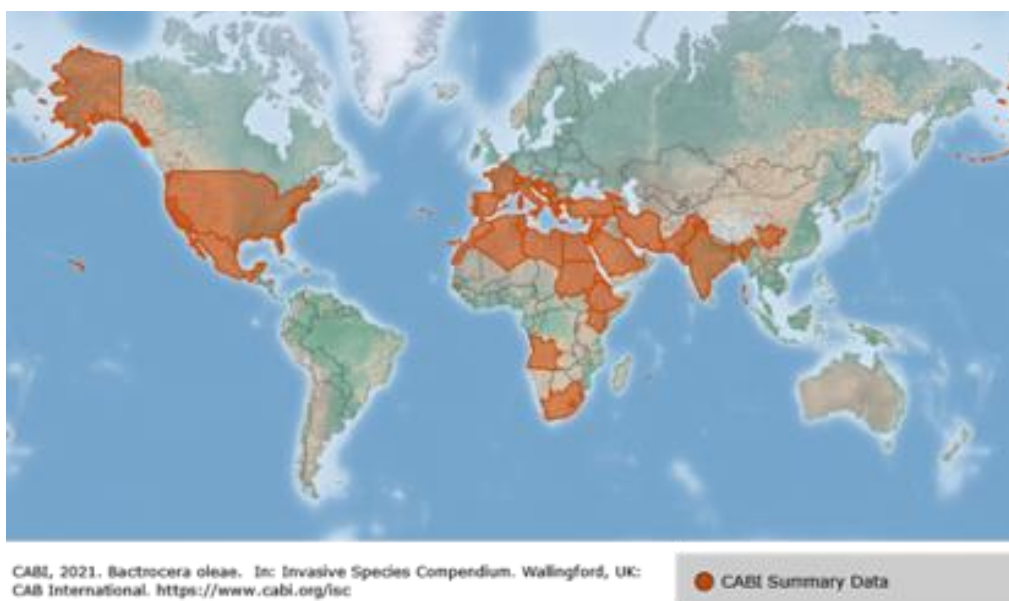 CABI, 2021. Bactrocera oleae. In: Invasive Species Compendium. Wallingford, UK:
CAB International. https://www.cabi.org/isc
CABI Summary Data